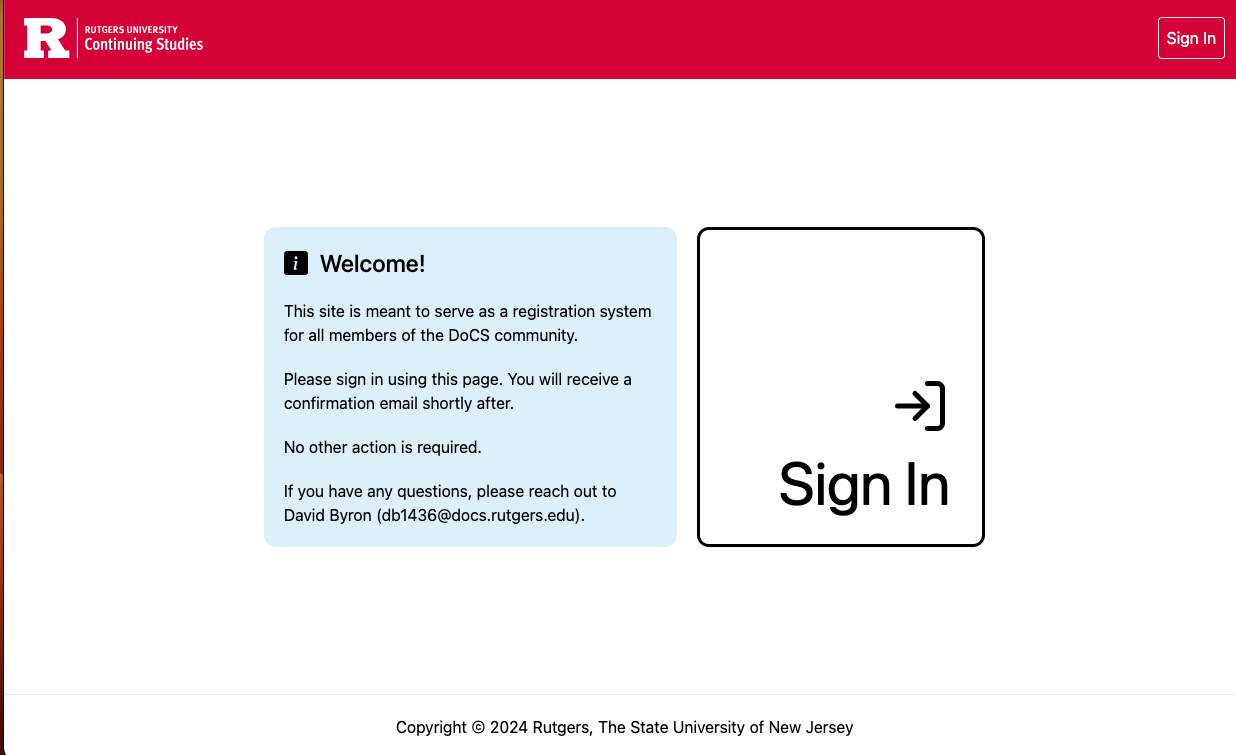 RUTGERS UNIVERSITY
Continuing Studies
Sign In
Welcome!
This site is meant to serve as a registration system
for all members of the DoCS community.
Please sign in using this page. You will receive a
confirmation email shortly after.
No other action is required.
If you have any questions, please reach out to
David Byron (db1436@docs.rutgers.edu).
Sign In
Copyright © 2024 Rutgers, The State University of New Jersey